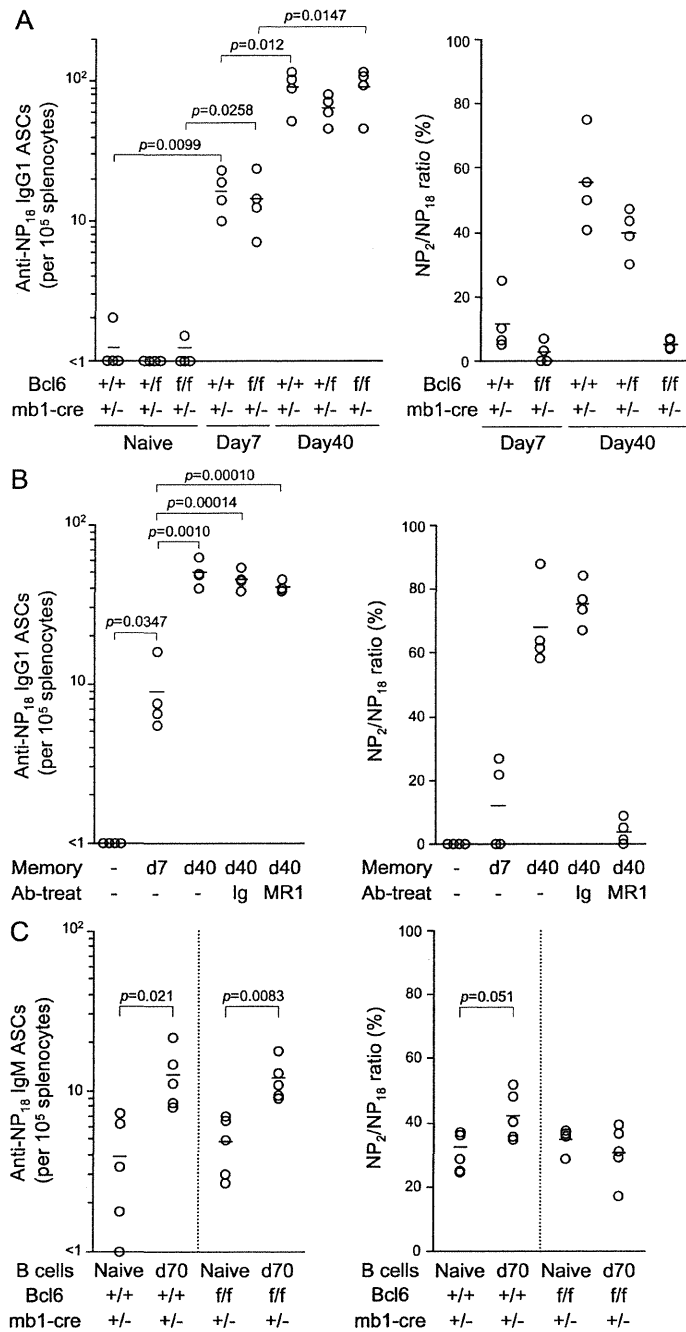 A
p=0.0147
p=0.012
p=0.0258
p=0.0099
10²
10
<1
Anti-NP₁₈ IgG1 ASCs
(per 10⁵ splenocytes)
Bcl6 +/+ +/f f/f +/+ f/f +/+ +/f f/f
mb1-cre +/- +/- +/- +/- +/- +/- +/- +/-
Naive Day7 Day40
100
80
60
40
20
0
NP₂/NP₁₈ ratio (%)
Bcl6 +/+ f/f +/+ +/f f/f
mb1-cre +/- +/- +/- +/- +/-
Day7 Day40
B
p=0.00010
p=0.00014
p=0.0010
p=0.0347
10²
10
<1
Anti-NP₁₈ IgG1 ASCs
(per 10⁵ splenocytes)
Memory - d7 d40 d40 d40
Ab-treat - - - Ig MR1
100
80
60
40
20
0
NP₂/NP₁₈ ratio (%)
Memory - d7 d40 d40 d40
Ab-treat - - - Ig MR1
C
p=0.021
p=0.0083
10²
10
<1
Anti-NP₁₈ IgM ASCs
(per 10⁵ splenocytes)
B cells Naive d70 Naive d70
Bcl6 +/+ +/+ f/f f/f
mb1-cre +/- +/- +/- +/-
p=0.051
100
80
60
40
20
0
NP₂/NP₁₈ ratio (%)
B cells Naive d70 Naive d70
Bcl6 +/+ +/+ f/f f/f
mb1-cre +/- +/- +/- +/-